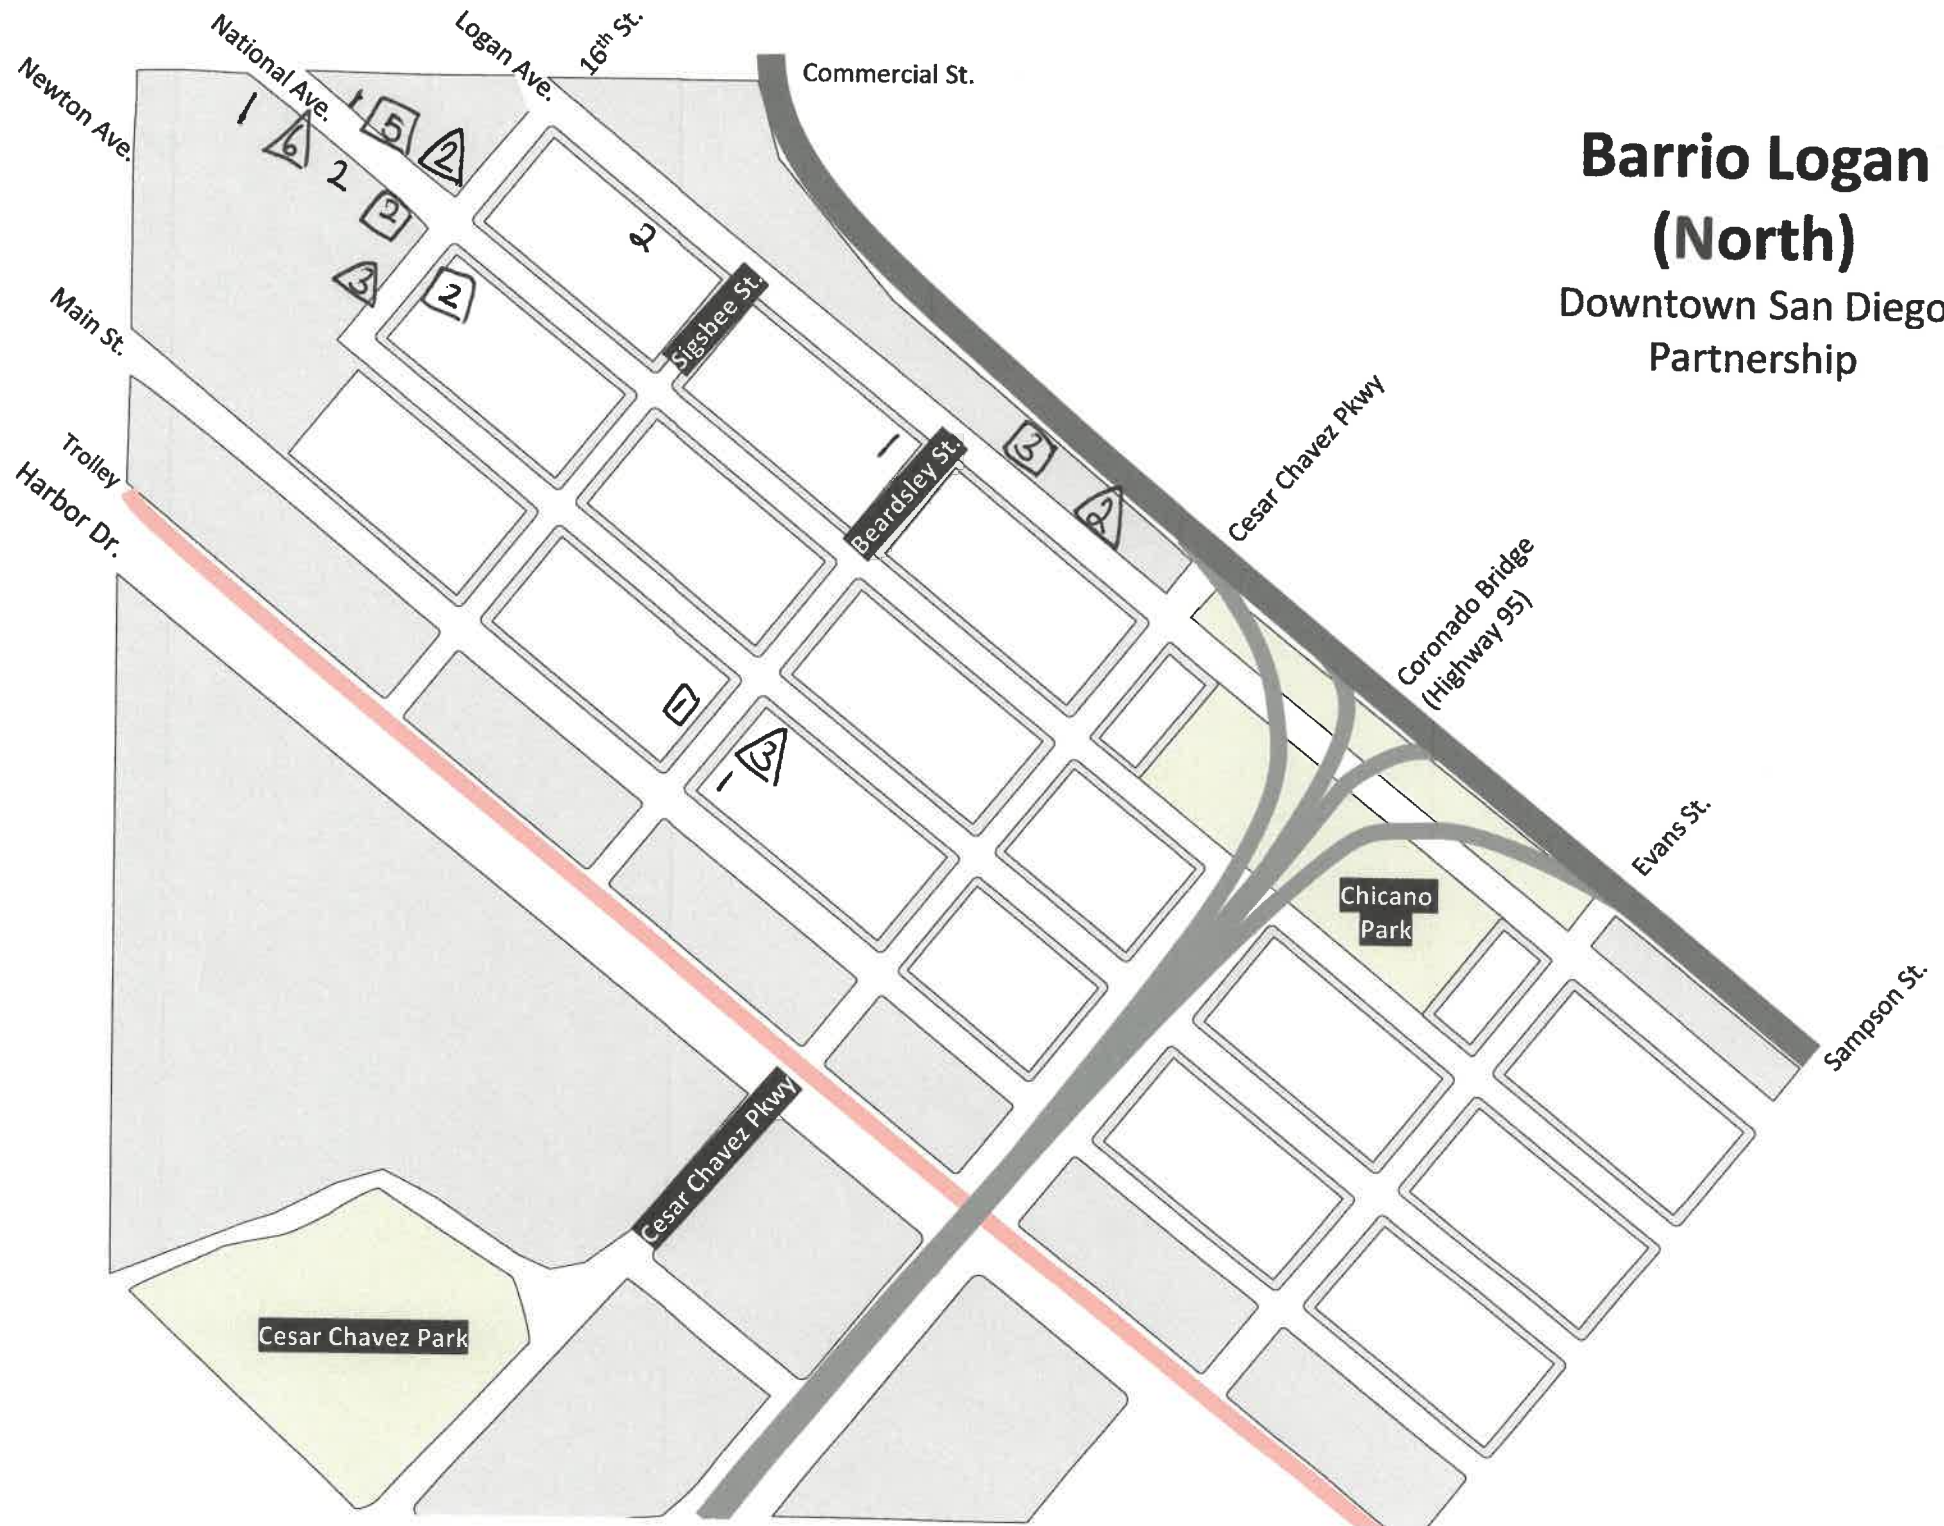 Newton Ave.
National Ave.
Logan Ave.
16th St.
Commercial St.
Barrio Logan
(North)
Downtown San Diego
Partnership
1
6
2
2
3
1
5
2
2
2
Main St.
Sigsbee St.
Trolley
Harbor Dr.
1
Beardsley St.
3
2
Cesar Chavez Pkwy
Coronado Bridge
(Highway 95)
1
3
1
Evans St.
Chicano
Park
Sampson St.
Cesar Chavez Pkwy
Cesar Chavez Park